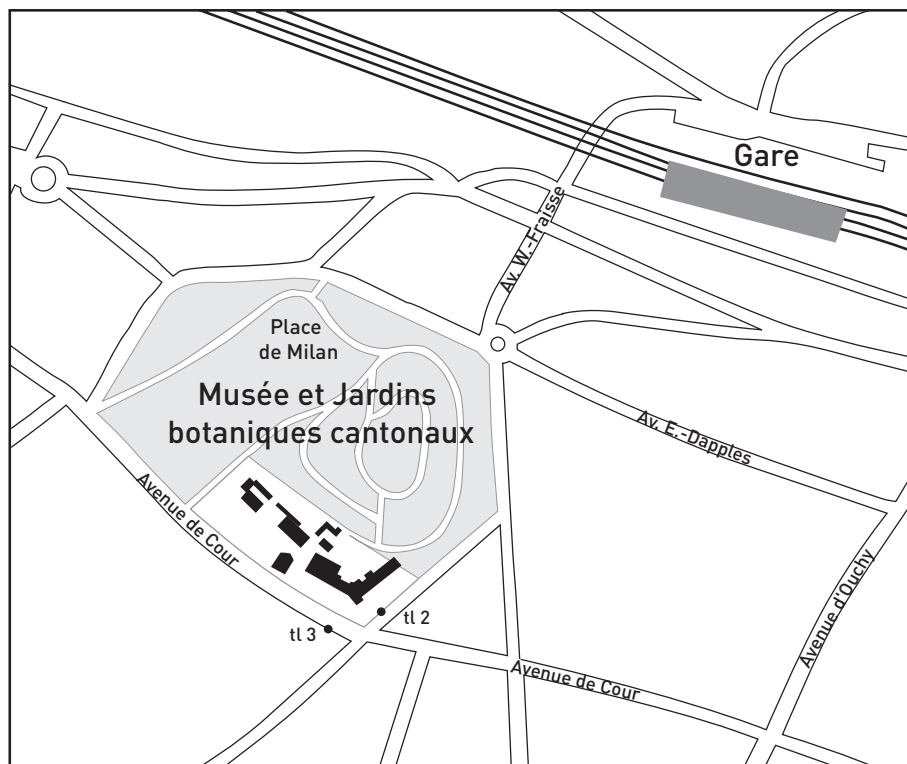 Gare
Av. W.-Fraisse
Place
de Milan
Musée et Jardins
botaniques cantonaux
Av. E.-Dapples
Avenue de Cour
Avenue d'Ouchy
tl 2
tl 3
Avenue de Cour